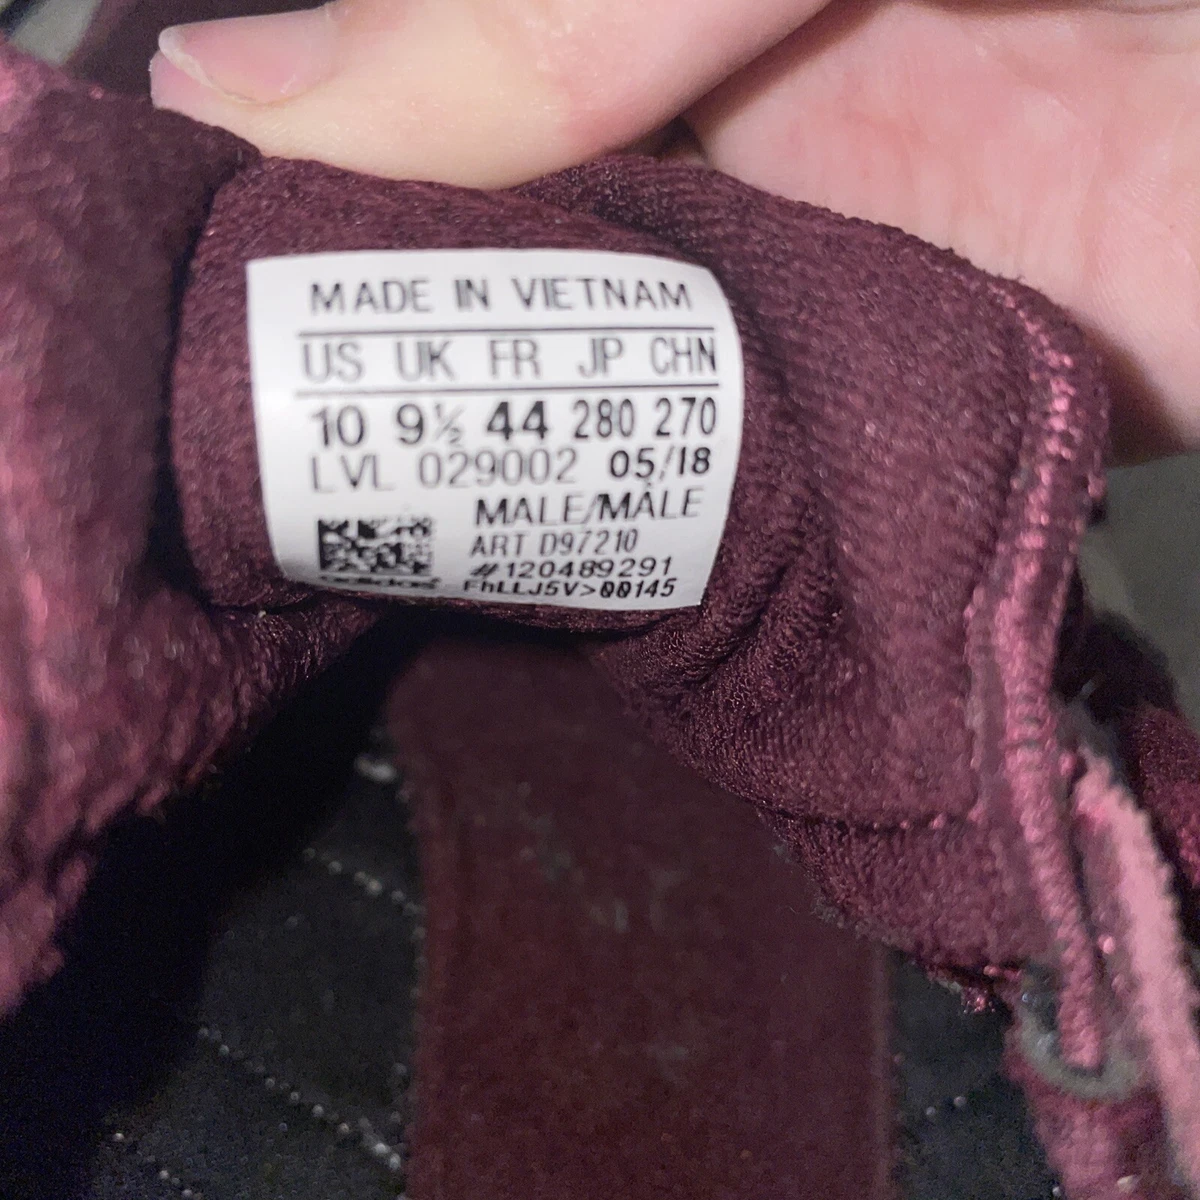 MADE IN VIETNAM
US UK FR JP CHN
10 9½ 44 280 270
LVL 029002 05/18
MALE/MÂLE
ART D97210
#120489291
adidas FhLLJ5V>00145